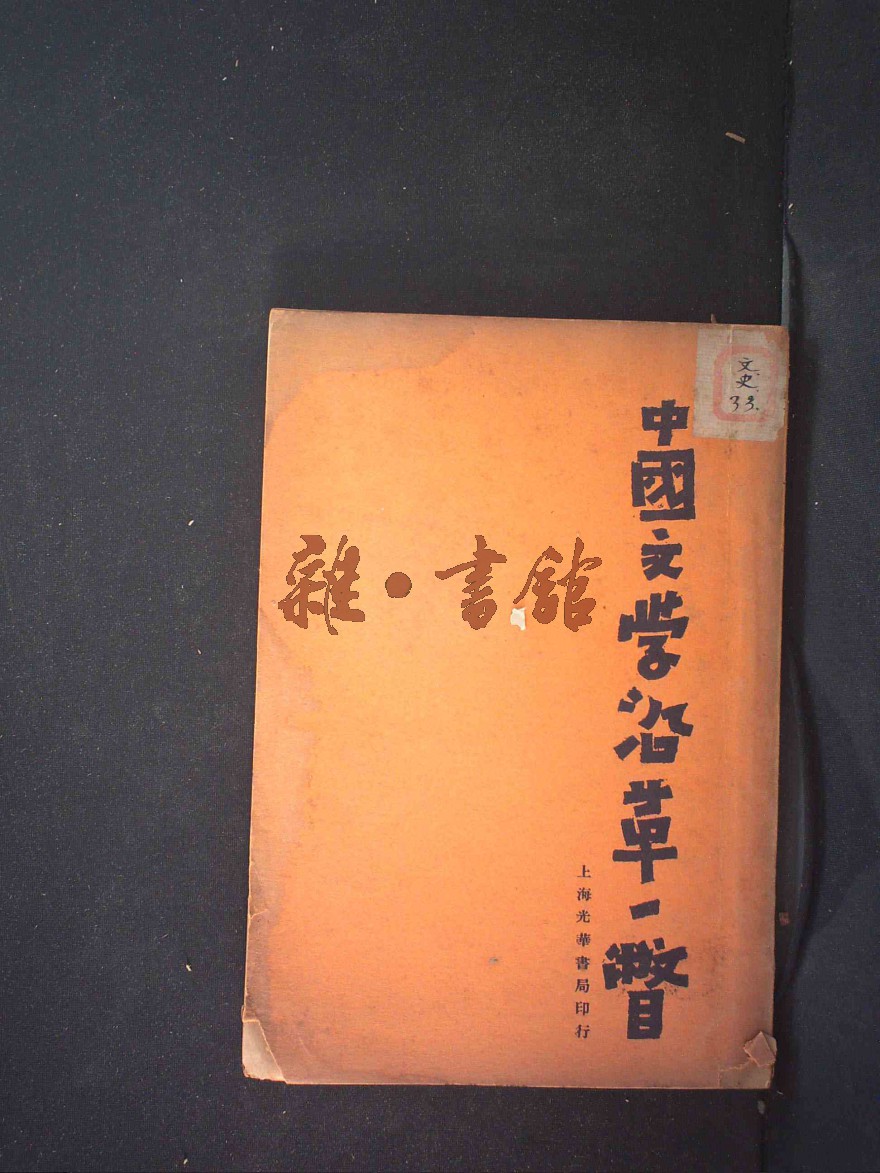 文史
33.
中國文学沿革一瞥
上海光華書局印行
雜·書館